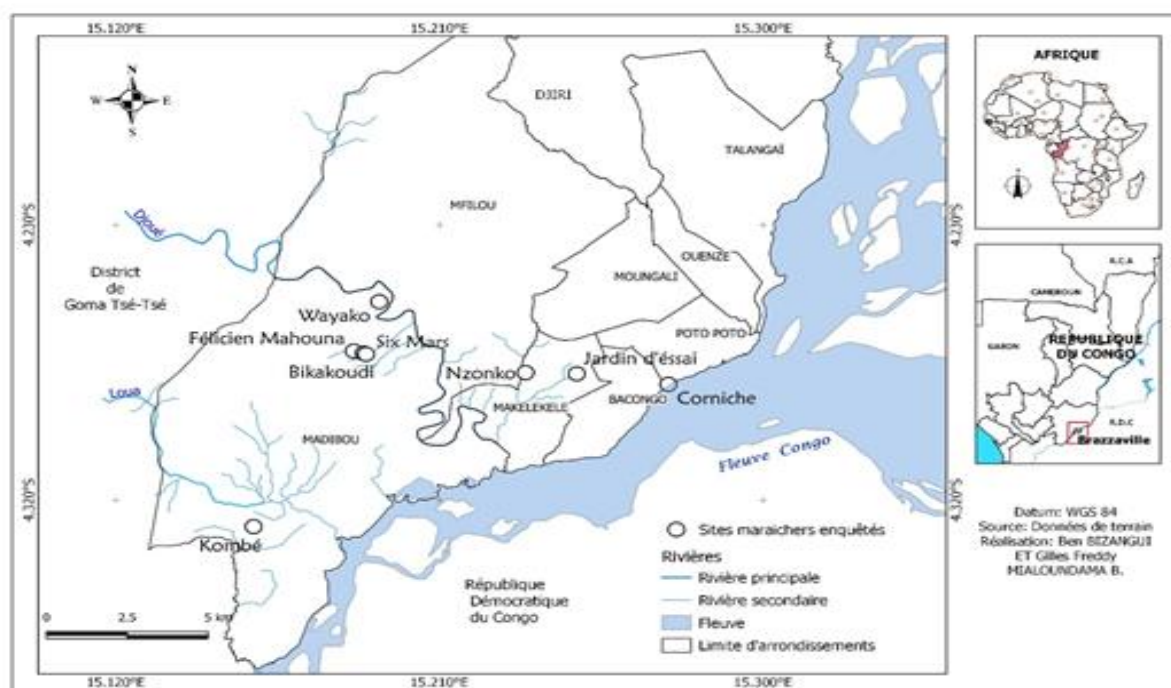 15.120°E
15.210°E
15.300°E
N
W
E
S
DJIRI
TALANGAÏ
MFILOU
Djoué
4.230°S
4.230°S
District
de
Goma Tsé-Tsé
OUENZE
MOUNGALI
Wayako
POTO POTO
Félicien Mahouna
Six Mars
Bikakoudi
Nzonko
Jardin d'éssai
Loua
MAKELEKELE
BACONGO
Corniche
MADIBOU
Fleuve Congo
4.320°S
4.320°S
Kombé
République
Démocratique
du Congo
0
2.5
5 km
Sites maraichers enquêtés
Rivières
Rivière principale
Rivière secondaire
Fleuve
Limite d'arrondissements
15.120°E
15.210°E
15.300°E
AFRIQUE
R.C.A
CAMEROUN
GABON
REPUBLIQUE
DU CONGO
R.D.C
Brazzaville
Datum: WGS 84
Source: Données de terrain
Réalisation: Ben BIZANGUI
ET Gilles Freddy
MIALOUNDAMA B.